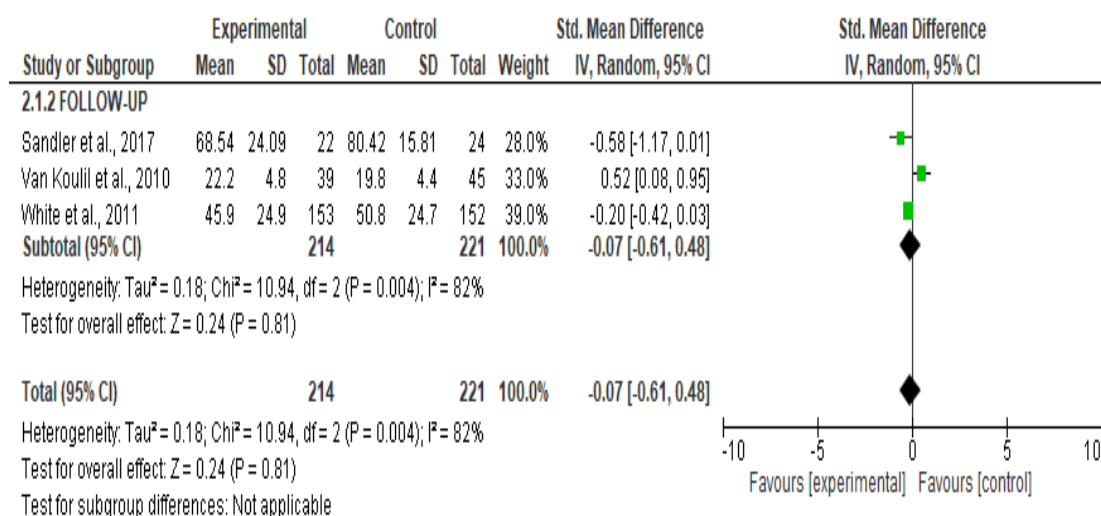 Experimental Control Std. Mean Difference Std. Mean Difference
Study or Subgroup Mean SD Total Mean SD Total Weight IV, Random, 95% CI IV, Random, 95% CI
2.1.2 FOLLOW-UP
Sandler et al., 2017 68.54 24.09 22 80.42 15.81 24 28.0% -0.58 [-1.17, 0.01]
Van Koulil et al., 2010 22.2 4.8 39 19.8 4.4 45 33.0% 0.52 [0.08, 0.95]
White et al., 2011 45.9 24.9 153 50.8 24.7 152 39.0% -0.20 [-0.42, 0.03]
Subtotal (95% CI) 214 221 100.0% -0.07 [-0.61, 0.48]
Heterogeneity: Tau² = 0.18; Chi² = 10.94, df = 2 (P = 0.004); I² = 82%
Test for overall effect: Z = 0.24 (P = 0.81)
Total (95% CI) 214 221 100.0% -0.07 [-0.61, 0.48]
Heterogeneity: Tau² = 0.18; Chi² = 10.94, df = 2 (P = 0.004); I² = 82%
Test for overall effect: Z = 0.24 (P = 0.81)
Test for subgroup differences: Not applicable
-10 -5 0 5 10
Favours [experimental] Favours [control]